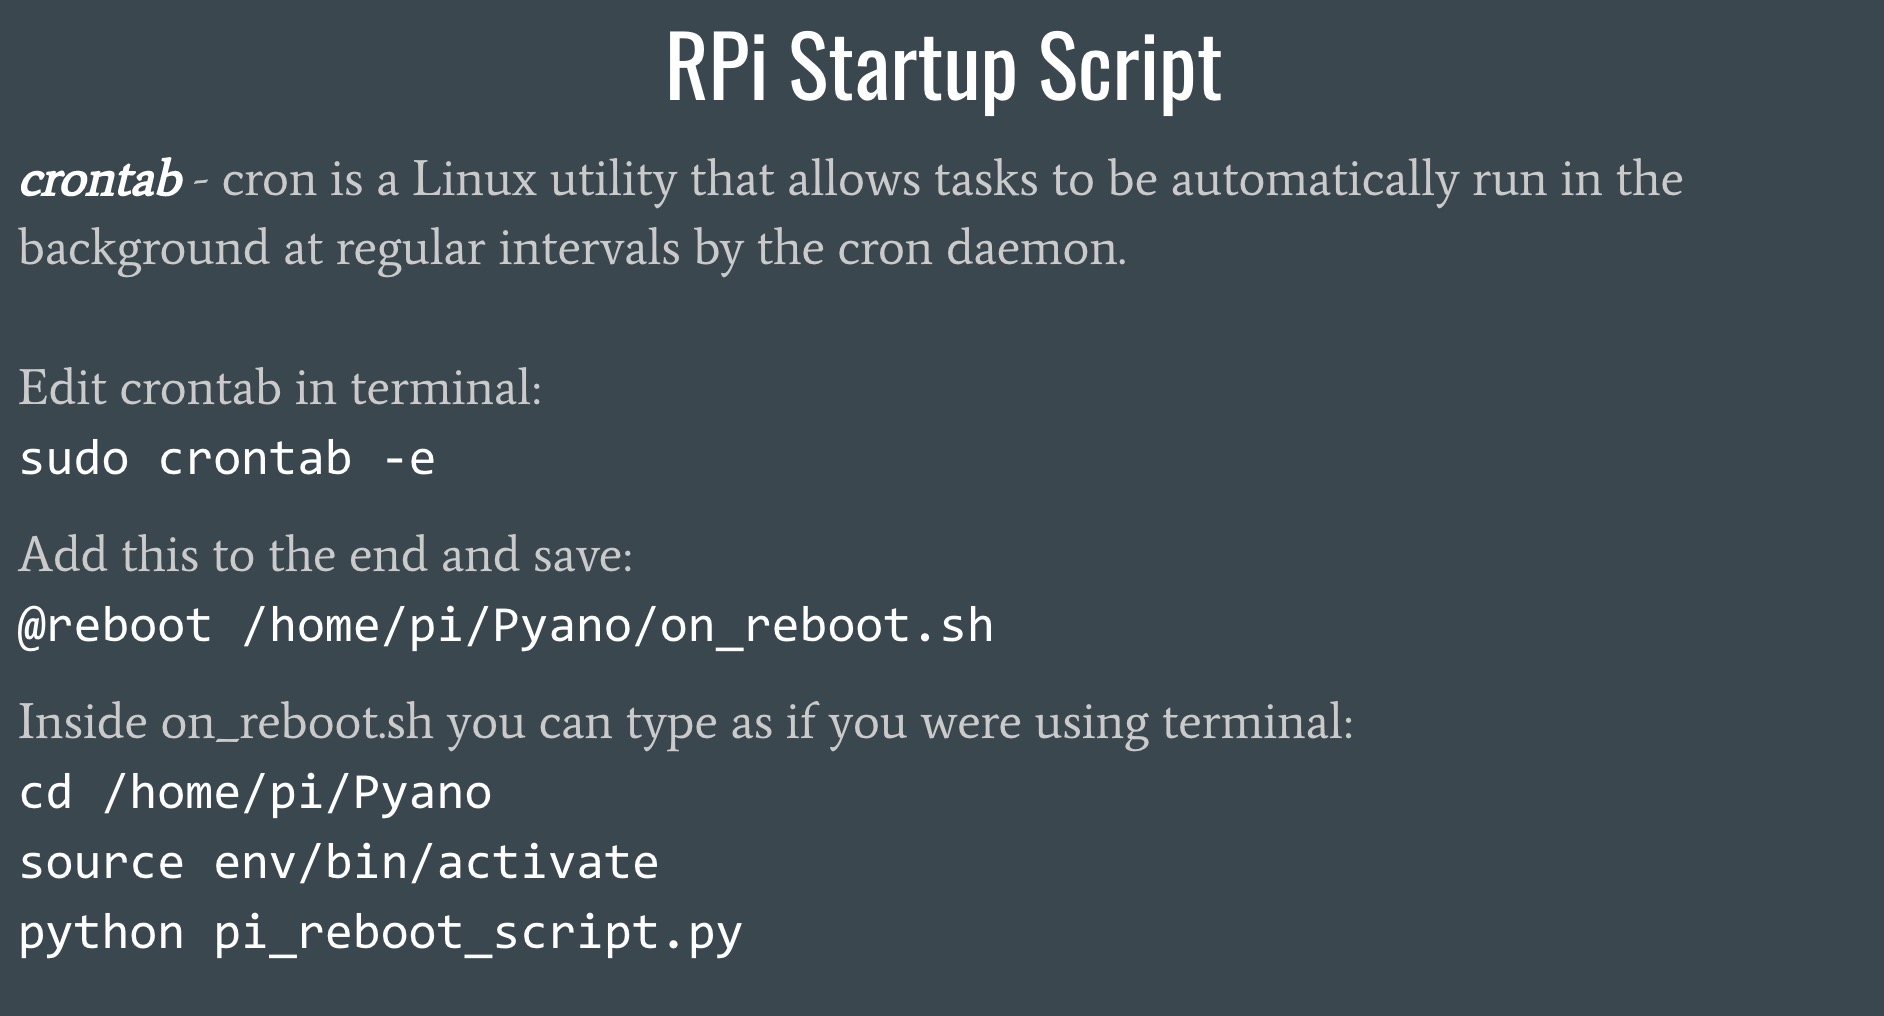 RPi Startup Script
crontab - cron is a Linux utility that allows tasks to be automatically run in the
background at regular intervals by the cron daemon.
Edit crontab in terminal:
sudo crontab -e
Add this to the end and save:
@reboot /home/pi/Pyano/on_reboot.sh
Inside on_reboot.sh you can type as if you were using terminal:
cd /home/pi/Pyano
source env/bin/activate
python pi_reboot_script.py